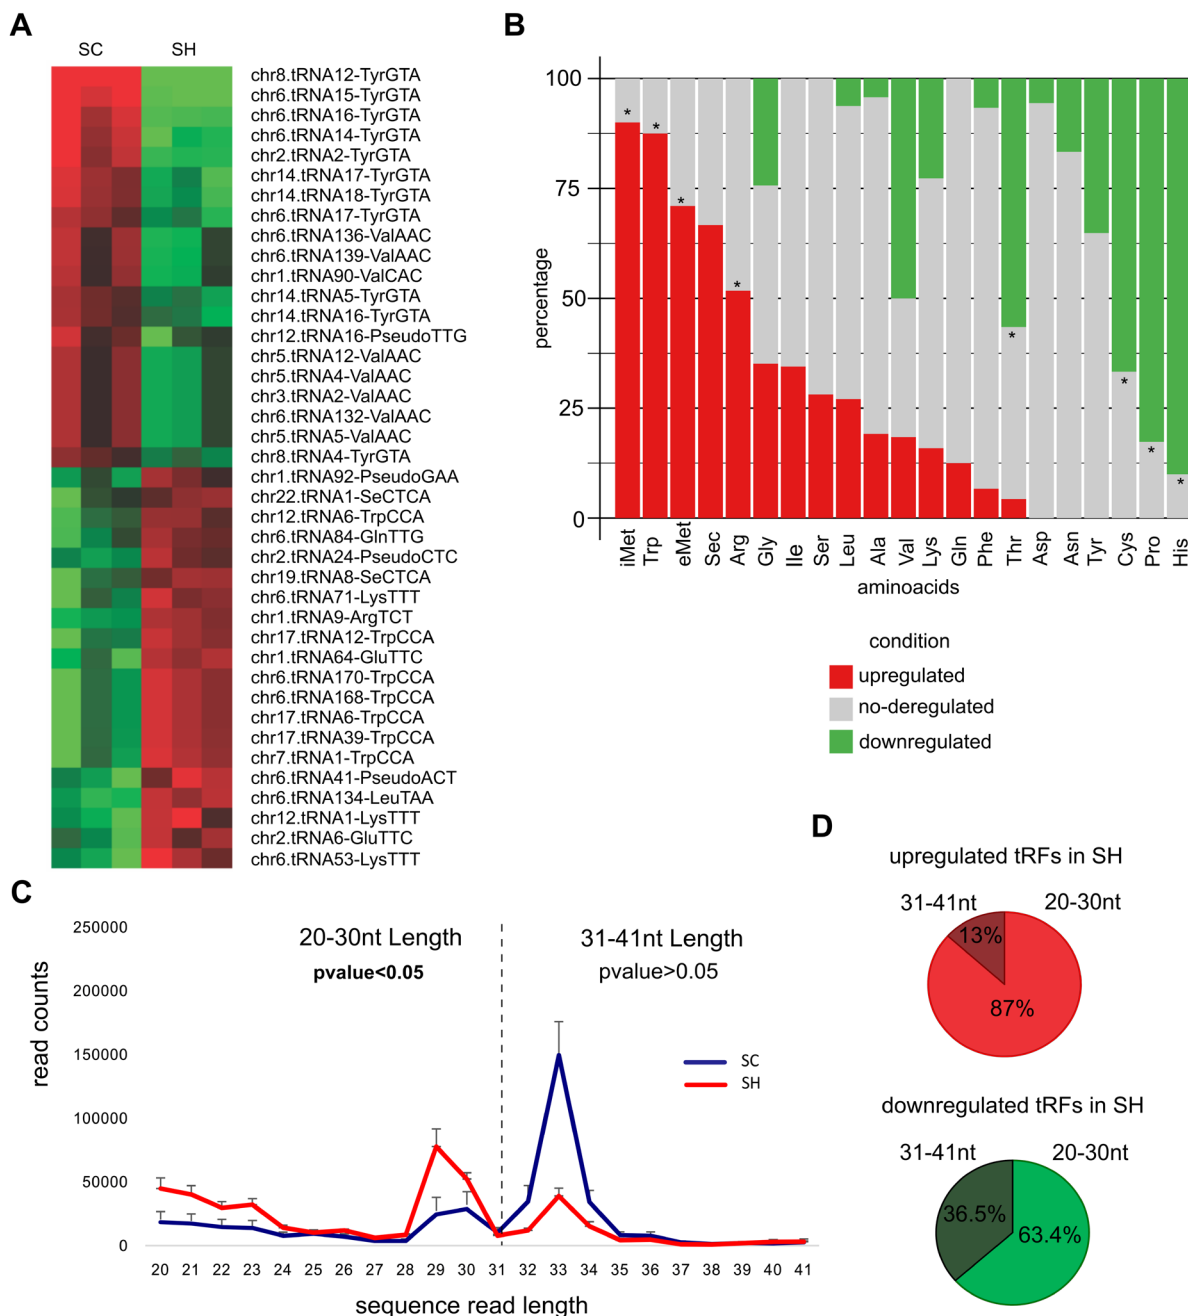 A
SC SH
chr8.tRNA12-TyrGTA
chr6.tRNA15-TyrGTA
chr6.tRNA16-TyrGTA
chr6.tRNA14-TyrGTA
chr2.tRNA2-TyrGTA
chr14.tRNA17-TyrGTA
chr14.tRNA18-TyrGTA
chr6.tRNA17-TyrGTA
chr6.tRNA136-ValAAC
chr6.tRNA139-ValAAC
chr1.tRNA90-ValCAC
chr14.tRNA5-TyrGTA
chr14.tRNA16-TyrGTA
chr12.tRNA16-PseudoTTG
chr5.tRNA12-ValAAC
chr5.tRNA4-ValAAC
chr3.tRNA2-ValAAC
chr6.tRNA132-ValAAC
chr5.tRNA5-ValAAC
chr8.tRNA4-TyrGTA
chr1.tRNA92-PseudoGAA
chr22.tRNA1-SeCTCA
chr12.tRNA6-TrpCCA
chr6.tRNA84-GlnTTG
chr2.tRNA24-PseudoCTC
chr19.tRNA8-SeCTCA
chr6.tRNA71-LysTTT
chr1.tRNA9-ArgTCT
chr17.tRNA12-TrpCCA
chr1.tRNA64-GluTTC
chr6.tRNA170-TrpCCA
chr6.tRNA168-TrpCCA
chr17.tRNA6-TrpCCA
chr17.tRNA39-TrpCCA
chr7.tRNA1-TrpCCA
chr6.tRNA41-PseudoACT
chr6.tRNA134-LeuTAA
chr12.tRNA1-LysTTT
chr2.tRNA6-GluTTC
chr6.tRNA53-LysTTT
B
percentage
100
75
50
25
0
* * * * * * * *
iMet Trp eMet Sec Arg Gly Ile Ser Leu Ala Val Lys Gln Phe Thr Asp Asn Tyr Cys Pro His
aminoacids
condition
upregulated
no-deregulated
downregulated
C
read counts
250000
200000
150000
100000
50000
0
20-30nt Length
pvalue<0.05
31-41nt Length
pvalue>0.05
SC
SH
20 21 22 23 24 25 26 27 28 29 30 31 32 33 34 35 36 37 38 39 40 41
sequence read length
D
upregulated tRFs in SH
31-41nt 20-30nt
13%
87%
downregulated tRFs in SH
31-41nt 20-30nt
36.5%
63.4%